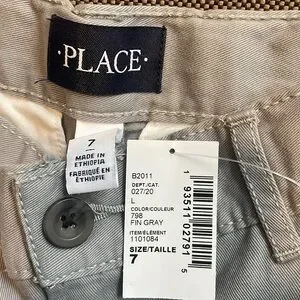 ·PLACE·
7
MADE IN
ETHIOPIA
FABRIQUÉ EN
ÉTHIOPIE
B2011
DEPT./CAT.
027/20
L
COLOR/COULEUR
798
FIN GRAY
ITEM/ELÉMENT
1101084
SIZE/TAILLE
7
1 93511 02791 5